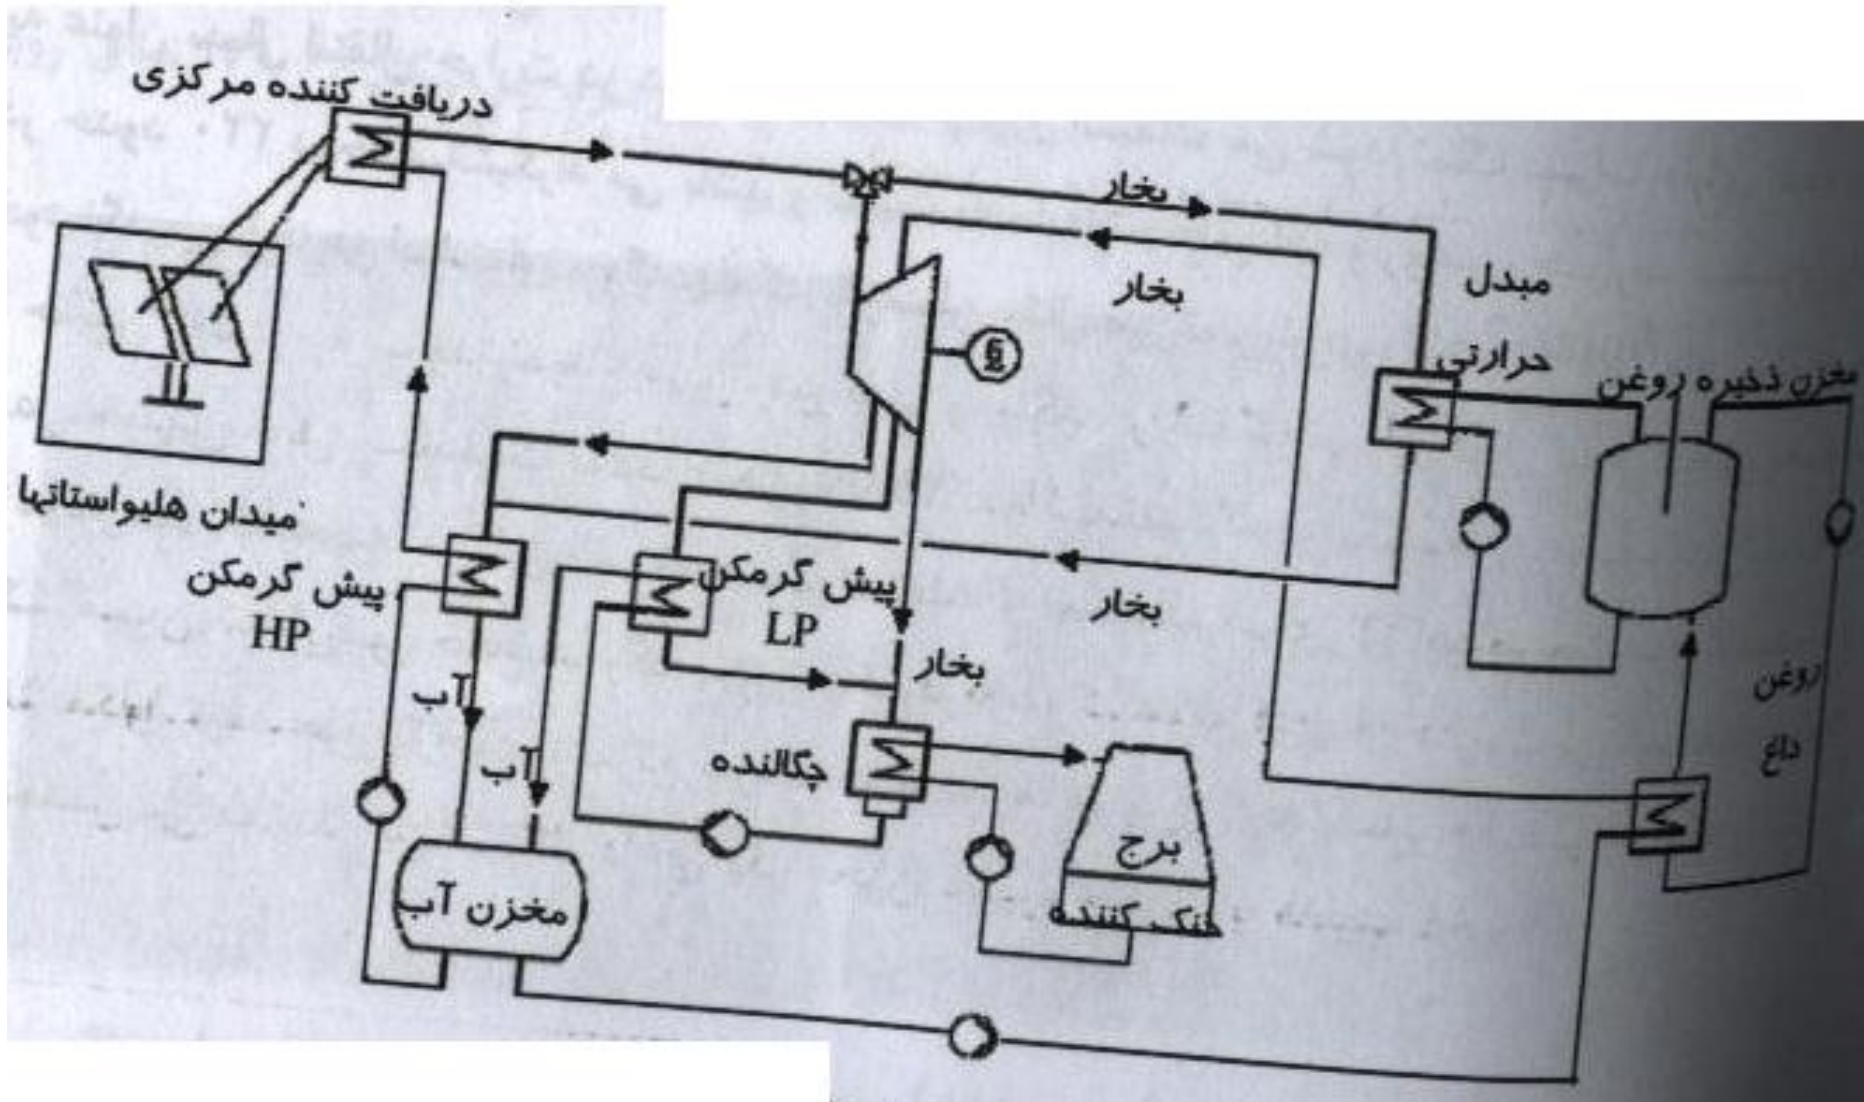 دریافت کننده مرکزی
بخار
بخار
مبدل
حرارتی
مخزن ذخیره روغن
میدان هلیواستاتها
پیش گرمکن
HP
پیش گرمکن
LP
بخار
بخار
آب
آب
چگالنده
روغن
داغ
برج
خنک کننده
مخزن آب